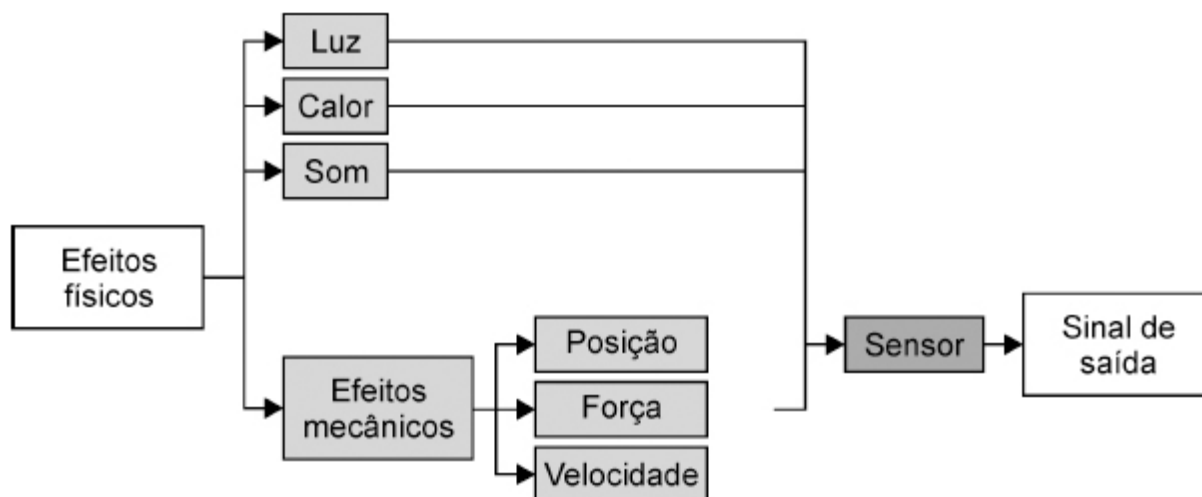 Luz
Calor
Som
Efeitos
físicos
Efeitos
mecânicos
Posição
Força
Velocidade
Sensor
Sinal de
saída